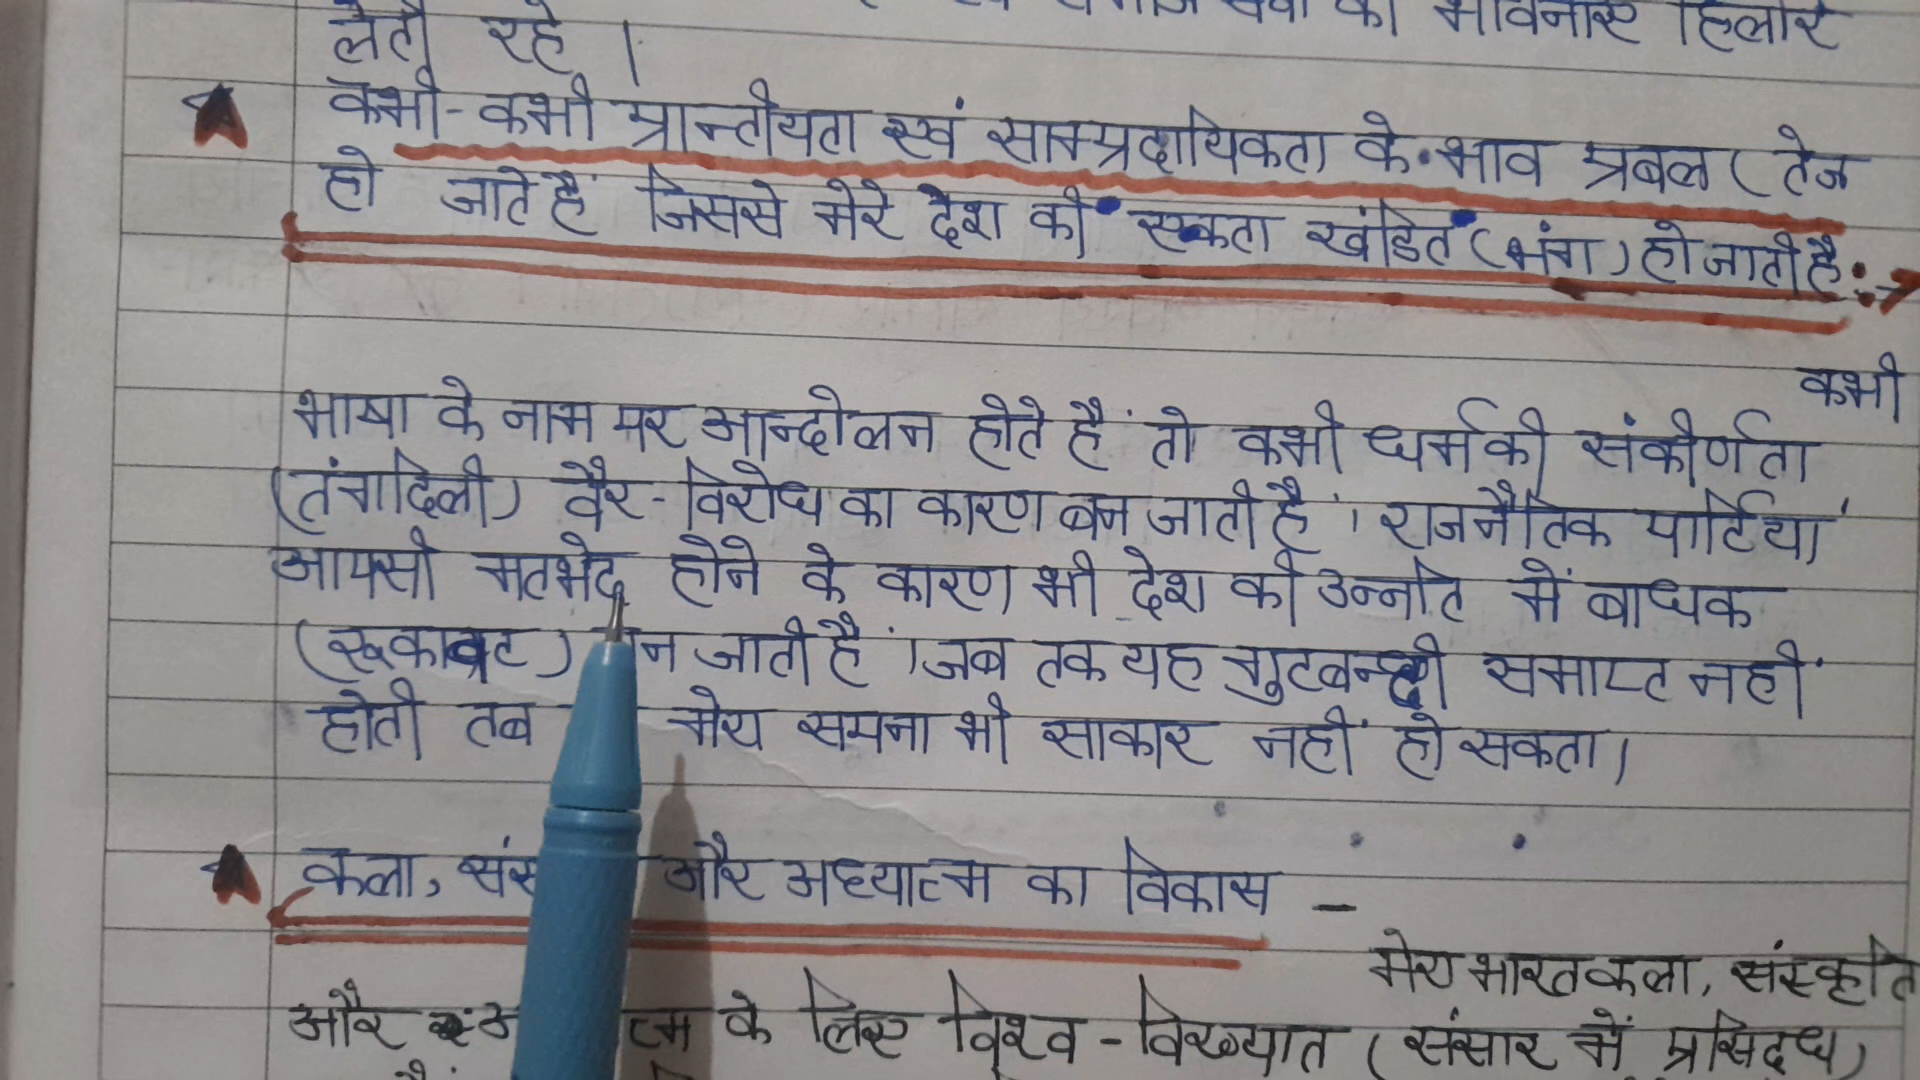 की भावनाएं हिलोरे
लेती रहे ।
कभी-कभी प्रान्तीयता एवं साम्प्रदायिकता के भाव प्रबल ( तेज
हो जाते हैं जिससे मेरे देश की एकता खंडित (भंग) हो जाती है :→
कभी
भाषा के नाम पर आन्दोलन होते हैं तो कभी धर्म की संकीर्णता
(तंगदिली) वैर-विरोध का कारण बन जाती है । राजनैतिक पार्टियां
आपसी मतभेद होने के कारण भी देश की उन्नति में बाधक
(रूकावट) जाती है । जब तक यह गुटबन्दी समाप्त नहीं
होती तब मेरा सपना भी साकार नहीं हो सकता ।
कला, और अध्यात्म का विकास –
मेरा भारत कला, संस्कृति
और के लिए विश्व-विख्यात (संसार में प्रसिद्ध)